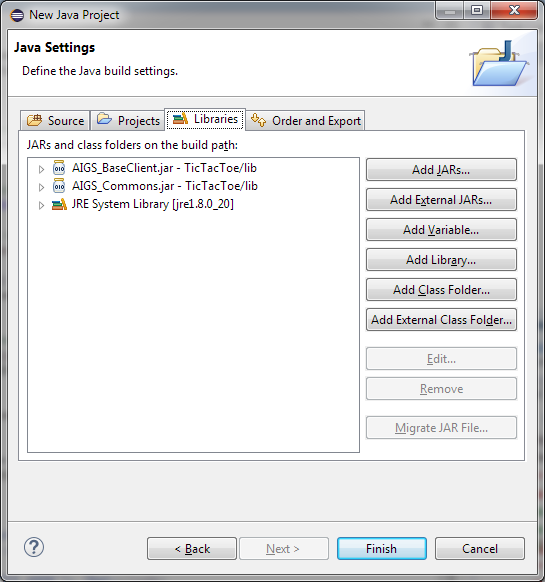 New Java Project
Java Settings
Define the Java build settings.
Source
Projects
Libraries
Order and Export
JARs and class folders on the build path:
AIGS_BaseClient.jar - TicTacToe/lib
AIGS_Commons.jar - TicTacToe/lib
JRE System Library [jre1.8.0_20]
Add JARs...
Add External JARs...
Add Variable...
Add Library...
Add Class Folder...
Add External Class Folder...
Edit...
Remove
Migrate JAR File...
?
< Back
Next >
Finish
Cancel